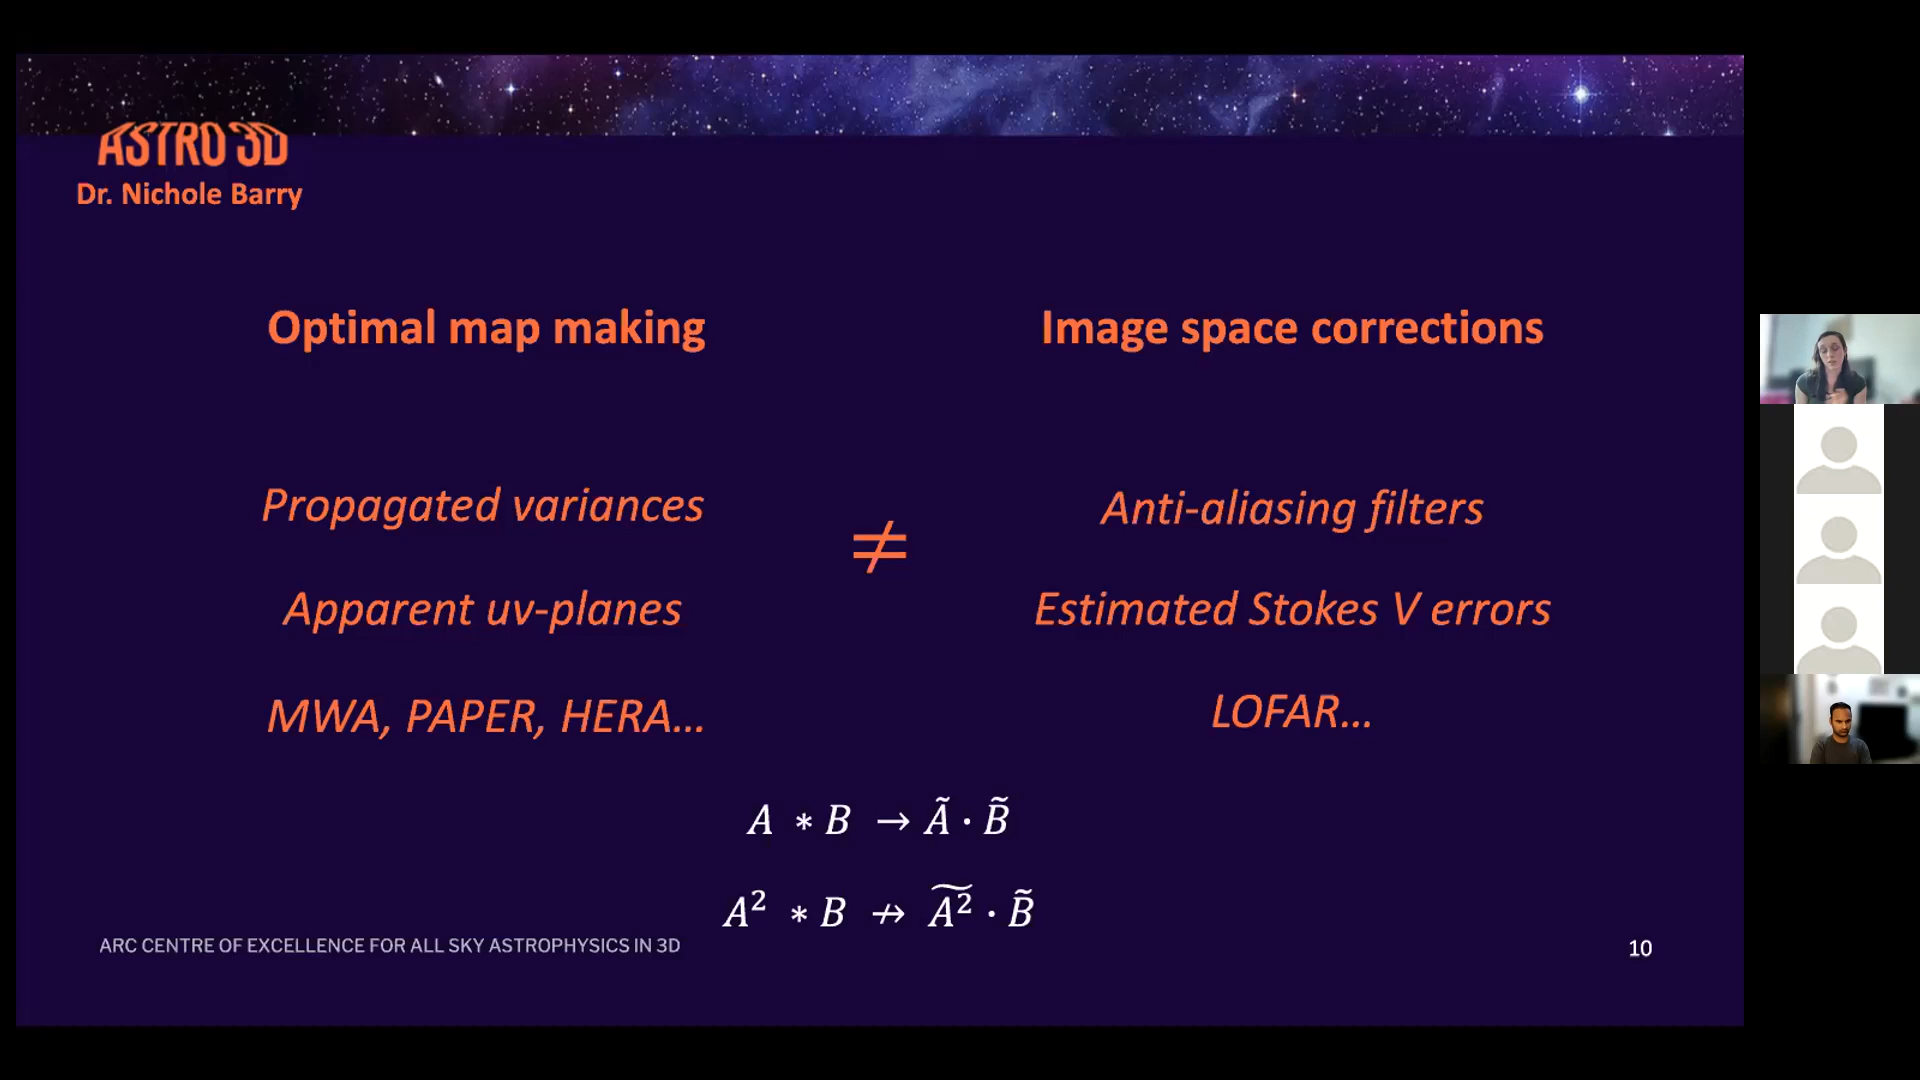 ASTRO 3D
Dr. Nichole Barry
Optimal map making
Image space corrections
Propagated variances
Anti-aliasing filters
≠
Apparent uv-planes
Estimated Stokes V errors
MWA, PAPER, HERA...
LOFAR...
A ∗ B → Ã · B̃
A² ∗ B ↛ \widetilde{A²} · B̃
ARC CENTRE OF EXCELLENCE FOR ALL SKY ASTROPHYSICS IN 3D
10